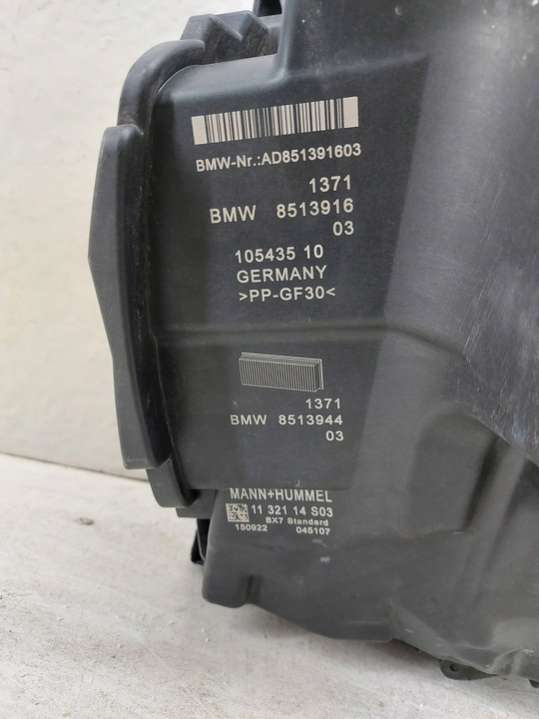 BMW-Nr.:AD851391603
1371
BMW 8513916
03
105435 10
GERMANY
>PP-GF30<
1371
BMW 8513944
03
MANN+HUMMEL
11 321 14 S03
BX7 Standard
150922 045107